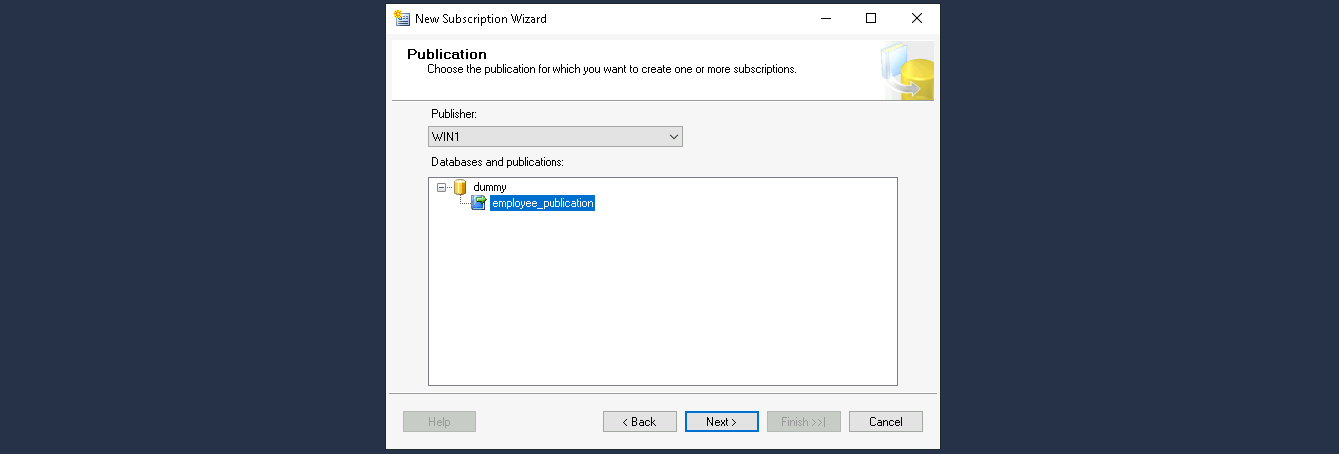 New Subscription Wizard
Publication
Choose the publication for which you want to create one or more subscriptions.
Publisher:
WIN1
Databases and publications:
dummy
employee_publication
Help
< Back
Next >
Finish >>|
Cancel